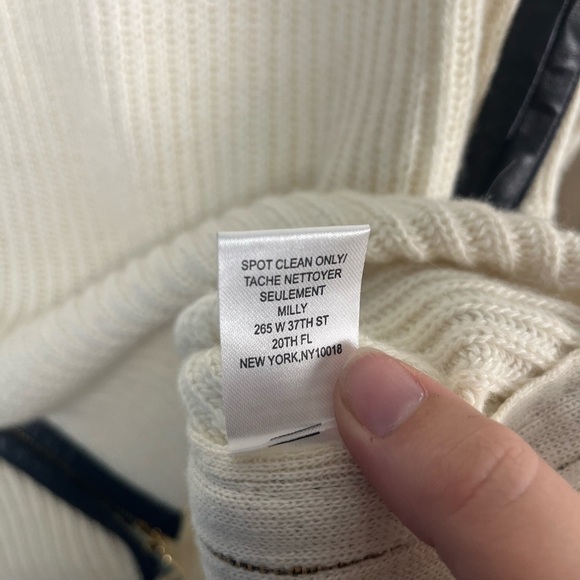 SPOT CLEAN ONLY/
TACHE NETTOYER
SEULEMENT
MILLY
265 W 37TH ST
20TH FL
NEW YORK,NY10018